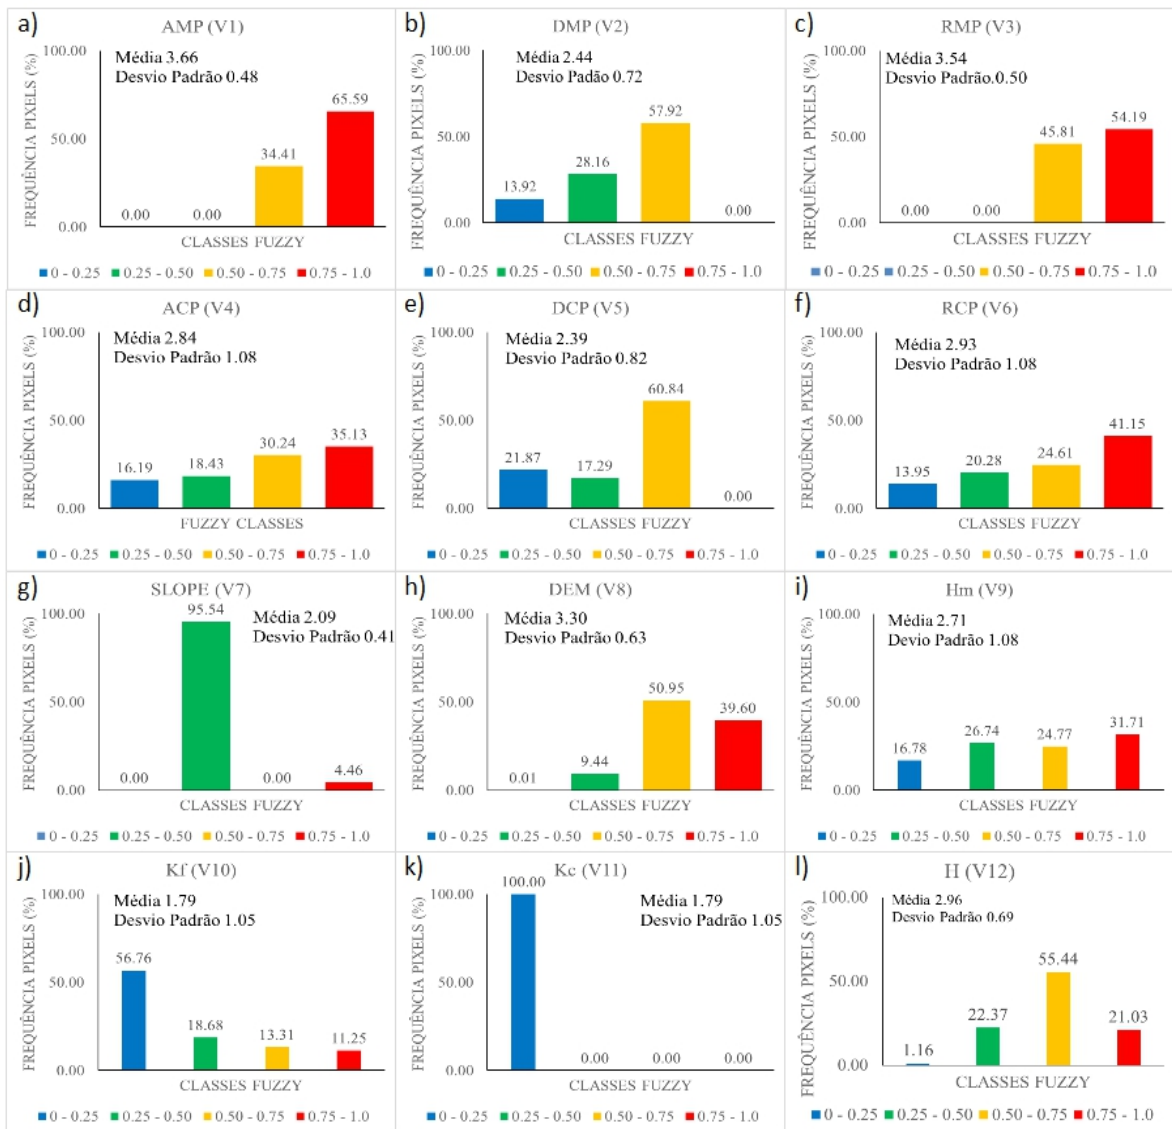 a)
AMP (V1)
Média 3.66
Desvio Padrão 0.48
FREQUÊNCIA PIXELS (%)
100.00
50.00
0.00
0.00
0.00
34.41
65.59
CLASSES FUZZY
0 - 0.25
0.25 - 0.50
0.50 - 0.75
0.75 - 1.0
b)
DMP (V2)
Média 2.44
Desvio Padão 0.72
FREQUÊNCIA PIXELS (%)
100.00
50.00
0.00
13.92
28.16
57.92
0.00
CLASSES FUZZY
0 - 0.25
0.25 - 0.50
0.50 - 0.75
0.75 - 1.0
c)
RMP (V3)
Média 3.54
Desvio Padrão.0.50
FREQUÊNCIA PIXELS (%)
100.00
50.00
0.00
0.00
0.00
45.81
54.19
CLASSES FUZZY
0 - 0.25
0.25 - 0.50
0.50 - 0.75
0.75 - 1.0
d)
ACP (V4)
Média 2.84
Desvio Padrão 1.08
FREQUÊNCIA PIXELS (%)
100.00
50.00
0.00
16.19
18.43
30.24
35.13
FUZZY CLASSES
0 - 0.25
0.25 - 0.50
0.50 - 0.75
0.75 - 1.0
e)
DCP (V5)
Média 2.39
Desvio Padrão 0.82
FREQUÊNCIA PIXELS (%)
100.00
50.00
0.00
21.87
17.29
60.84
0.00
CLASSES FUZZY
0 - 0.25
0.25 - 0.50
0.50 - 0.75
0.75 - 1.0
f)
RCP (V6)
Média 2.93
Desvio Padrão 1.08
FREQUÊNCIA PIXELS (%)
100.00
50.00
0.00
13.95
20.28
24.61
41.15
CLASSES FUZZY
0 - 0.25
0.25 - 0.50
0.50 - 0.75
0.75 - 1.0
g)
SLOPE (V7)
Média 2.09
Desvio Padrão 0.41
FREQUÊNCIA PIXELS (%)
100.00
50.00
0.00
0.00
95.54
0.00
4.46
CLASSES FUZZY
0 - 0.25
0.25 - 0.50
0.50 - 0.75
0.75 - 1.0
h)
DEM (V8)
Média 3.30
Desvio Padrão 0.63
FREQUÊNCIA PIXELS (%)
100.00
50.00
0.00
0.01
9.44
50.95
39.60
CLASSES FUZZY
0 - 0.25
0.25 - 0.50
0.50 - 0.75
0.75 - 1.0
i)
Hm (V9)
Média 2.71
Devio Padrão 1.08
FREQUÊNCIA PIXELS (%)
100.00
50.00
0.00
16.78
26.74
24.77
31.71
CLASSES FUZZY
0 - 0.25
0.25 - 0.50
0.50 - 0.75
0.75 - 1.0
j)
Kf (V10)
Média 1.79
Desvio Padrão 1.05
FREQUÊNCIA PIXELS (%)
100.00
50.00
0.00
56.76
18.68
13.31
11.25
CLASSES FUZZY
0 - 0.25
0.25 - 0.50
0.50 - 0.75
0.75 - 1.0
k)
Kc (V11)
Média 1.79
Desvio Padrão 1.05
FREQUÊNCIA PIXELS (%)
100.00
50.00
0.00
100.00
0.00
0.00
0.00
CLASSES FUZZY
0 - 0.25
0.25 - 0.50
0.50 - 0.75
0.75 - 1.0
l)
H (V12)
Média 2.96
Desvio Padrão 0.69
FREQUÊNCIA PIXELS (%)
100.00
50.00
0.00
1.16
22.37
55.44
21.03
CLASSES FUZZY
0 - 0.25
0.25 - 0.50
0.50 - 0.75
0.75 - 1.0